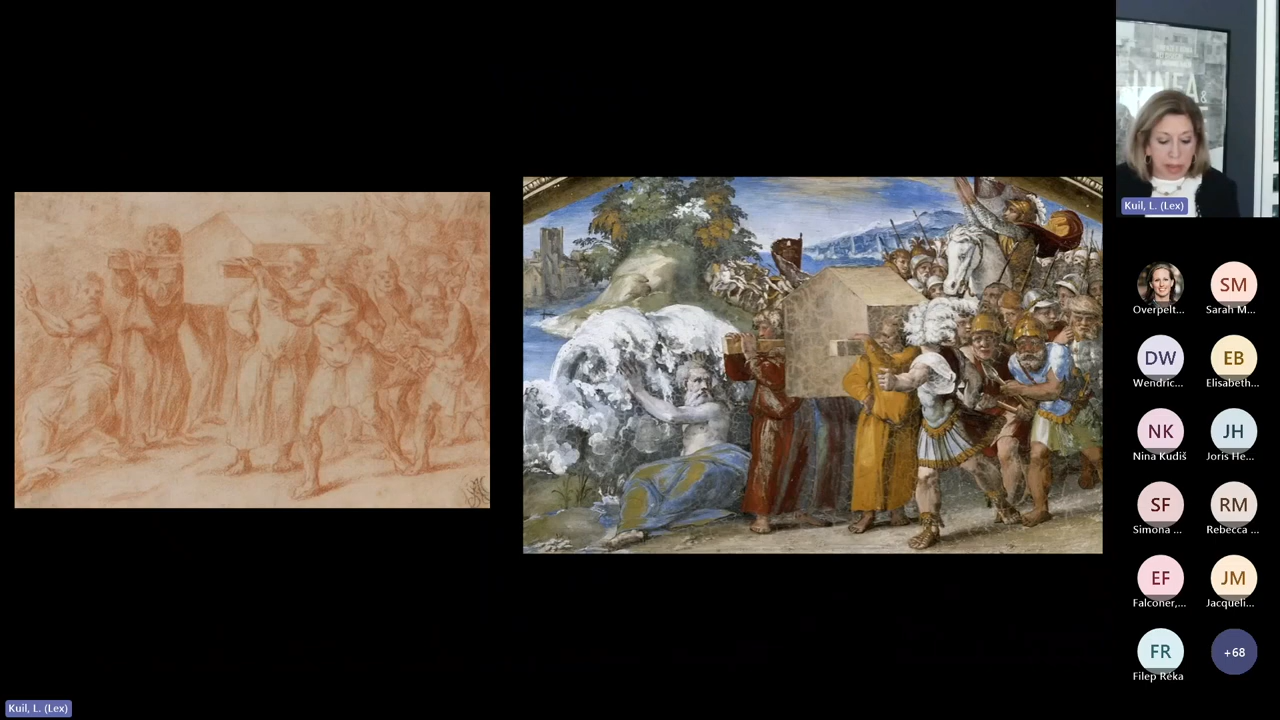 LINEA
&
Kuil, L. (Lex)
Overpelt...
SM
Sarah M...
DW
Wendric...
EB
Elisabeth...
NK
Nina Kudiš
JH
Joris He...
SF
Simona ...
RM
Rebecca ...
EF
Falconer,...
JM
Jacqueli...
FR
Filep Réka
+68
Kuil, L. (Lex)